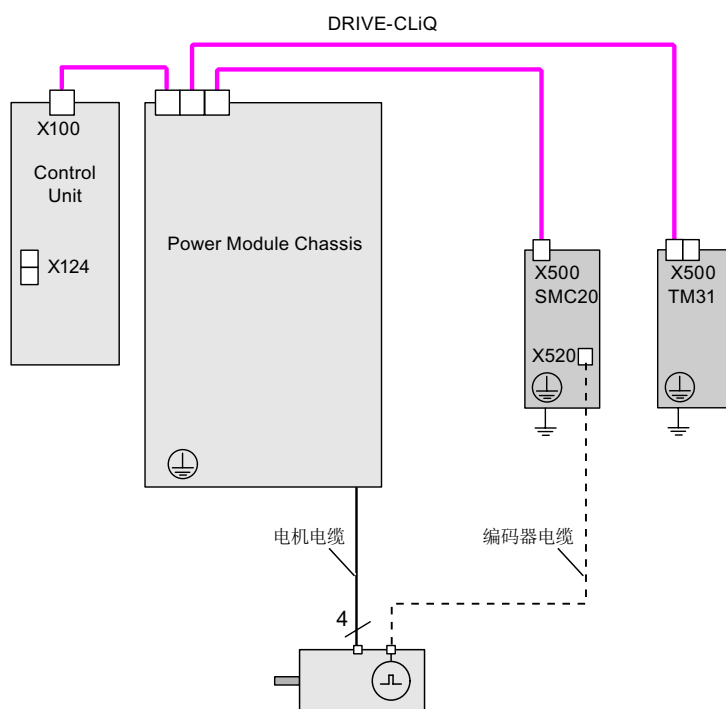 DRIVE-CLiQ
X100
Control
Unit
X124
Power Module Chassis
X500
SMC20
X520
X500
TM31
电机电缆
编码器电缆
4